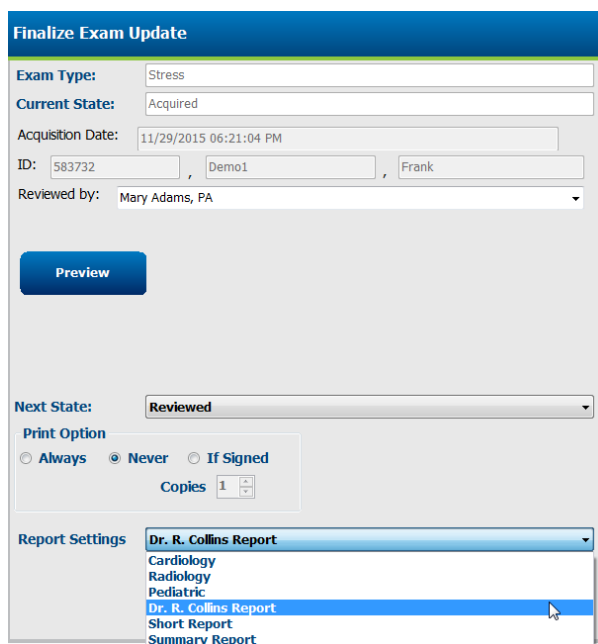 Finalize Exam Update
Exam Type: Stress
Current State: Acquired
Acquisition Date: 11/29/2015 06:21:04 PM
ID: 583732 , Demo1 , Frank
Reviewed by: Mary Adams, PA
Preview
Next State: Reviewed
Print Option
Always Never If Signed
Copies 1
Report Settings Dr. R. Collins Report
Cardiology
Radiology
Pediatric
Dr. R. Collins Report
Short Report
Summary Report